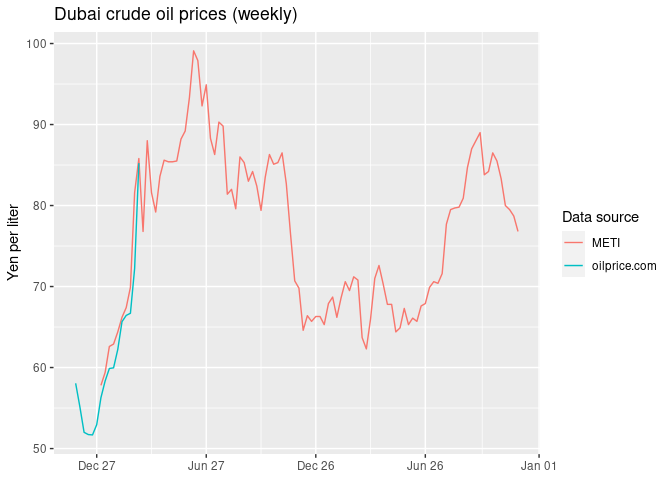 Dubai crude oil prices (weekly)
100
90
80
70
60
50
Yen per liter
Dec 27
Jun 27
Dec 26
Jun 26
Jan 01
Data source
METI
oilprice.com